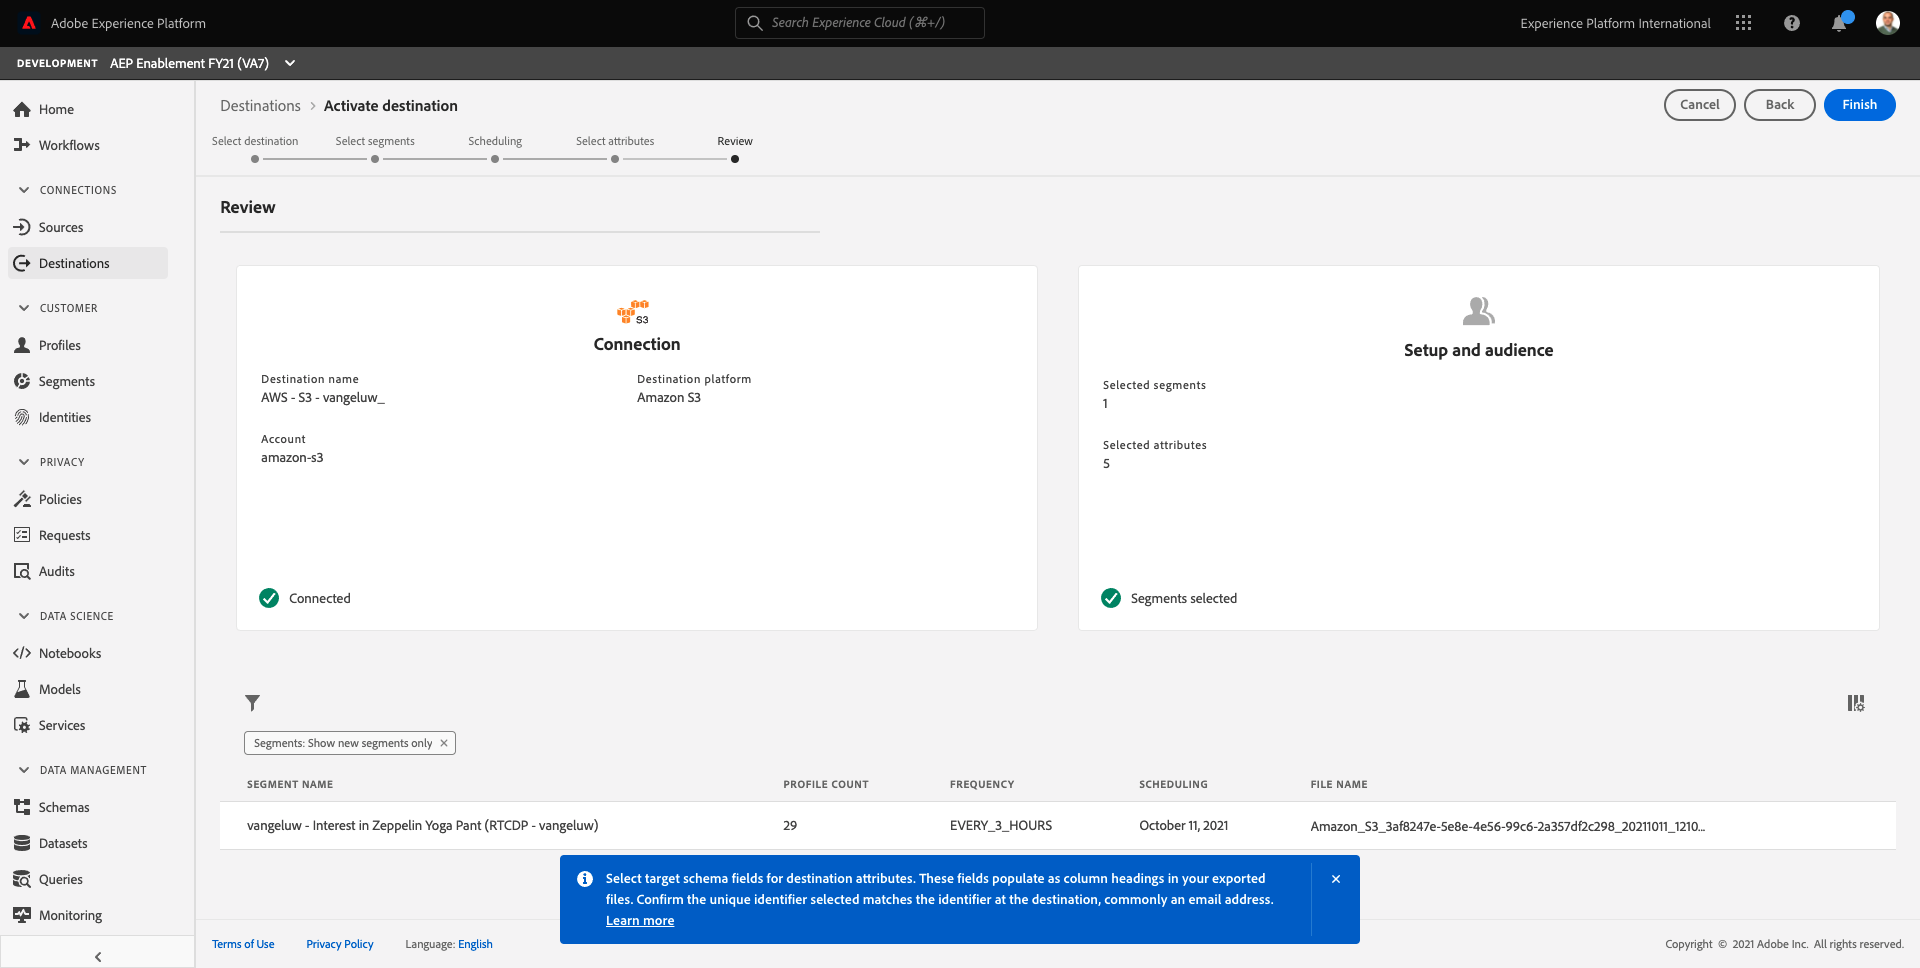 Adobe Experience Platform
Search Experience Cloud (⌘+/)
Experience Platform International
DEVELOPMENT AEP Enablement FY21 (VA7)
Home
Workflows
CONNECTIONS
Sources
Destinations
CUSTOMER
Profiles
Segments
Identities
PRIVACY
Policies
Requests
Audits
DATA SCIENCE
Notebooks
Models
Services
DATA MANAGEMENT
Schemas
Datasets
Queries
Monitoring
Destinations > Activate destination
Cancel
Back
Finish
Select destination
Select segments
Scheduling
Select attributes
Review
Review
S3
Connection
Destination name
AWS - S3 - vangeluw_
Destination platform
Amazon S3
Account
amazon-s3
Connected
Setup and audience
Selected segments
1
Selected attributes
5
Segments selected
Segments: Show new segments only
SEGMENT NAME PROFILE COUNT FREQUENCY SCHEDULING FILE NAME
vangeluw - Interest in Zeppelin Yoga Pant (RTCDP - vangeluw) 29 EVERY_3_HOURS October 11, 2021 Amazon_S3_3af8247e-5e8e-4e56-99c6-2a357df2c298_20211011_1210...
Select target schema fields for destination attributes. These fields populate as column headings in your exported
files. Confirm the unique identifier selected matches the identifier at the destination, commonly an email address.
Learn more
Terms of Use
Privacy Policy
Language: English
Copyright © 2021 Adobe Inc. All rights reserved.